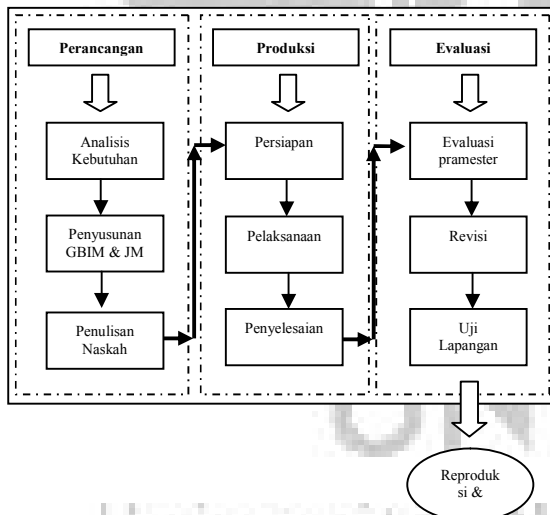 Perancangan
Analisis
Kebutuhan
Penyusunan
GBIM & JM
Penulisan
Naskah
Produksi
Persiapan
Pelaksanaan
Penyelesaian
Evaluasi
Evaluasi
pramester
Revisi
Uji
Lapangan
Reproduk
si &